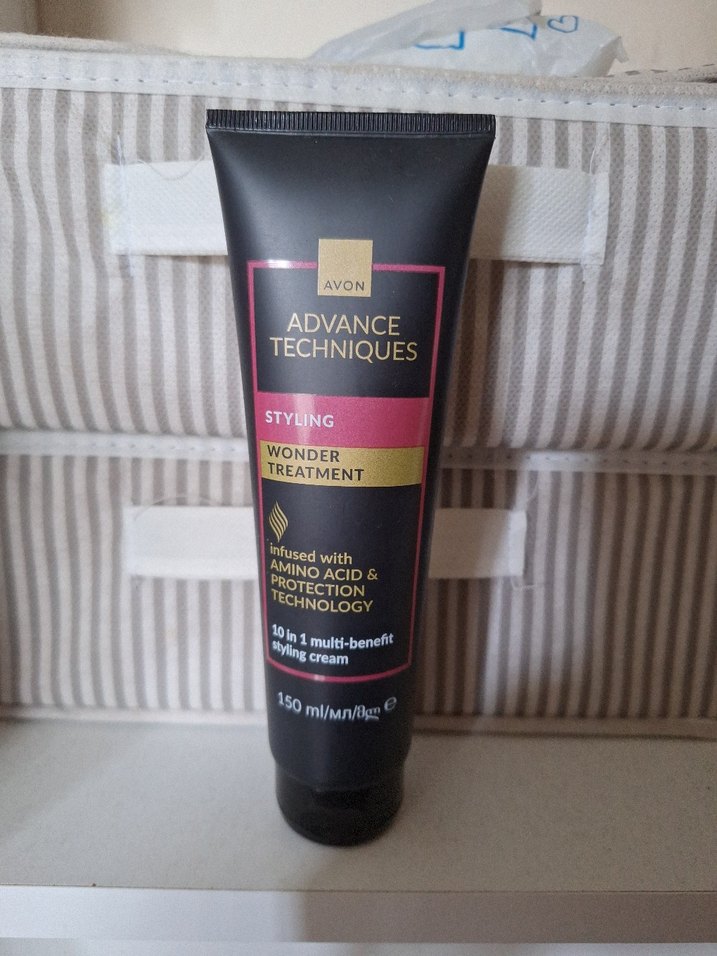 AVON
ADVANCE
TECHNIQUES
STYLING
WONDER
TREATMENT
infused with
AMINO ACID &
PROTECTION
TECHNOLOGY
10 in 1 multi-benefit
styling cream
150 ml/мл/მლ ℮